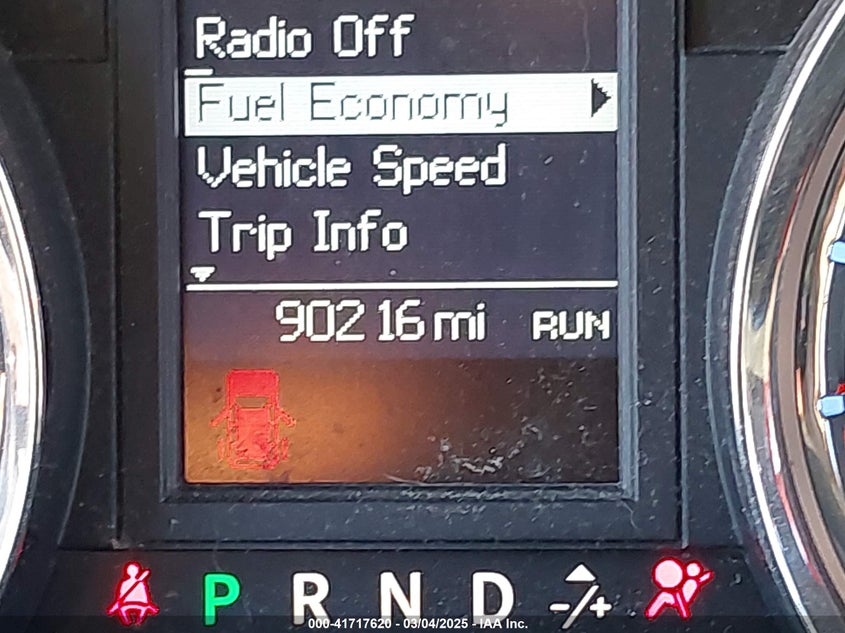 Radio Off
Fuel Economy
Vehicle Speed
Trip Info
90216 mi RUN
P R N D -/+
000-41717620 - 03/04/2025 - IAA Inc.